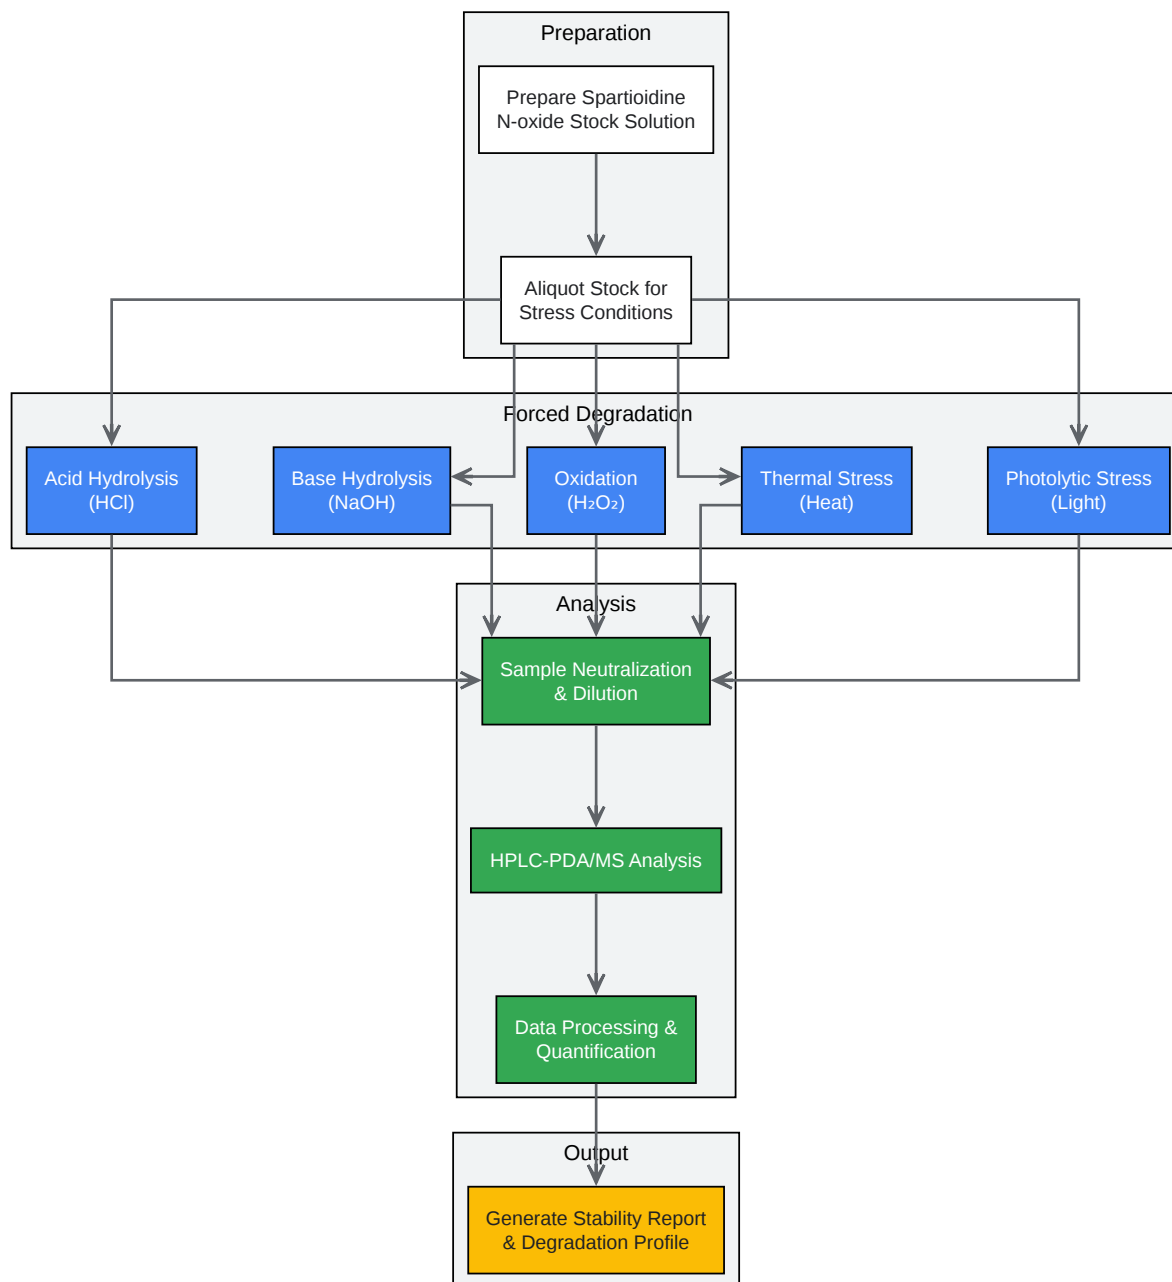 Preparation
Prepare Spartioidine
N-oxide Stock Solution
Aliquot Stock for
Stress Conditions
Forced Degradation
Acid Hydrolysis
(HCl)
Base Hydrolysis
(NaOH)
Oxidation
(H₂O₂)
Thermal Stress
(Heat)
Photolytic Stress
(Light)
Analysis
Sample Neutralization
& Dilution
HPLC-PDA/MS Analysis
Data Processing &
Quantification
Output
Generate Stability Report
& Degradation Profile